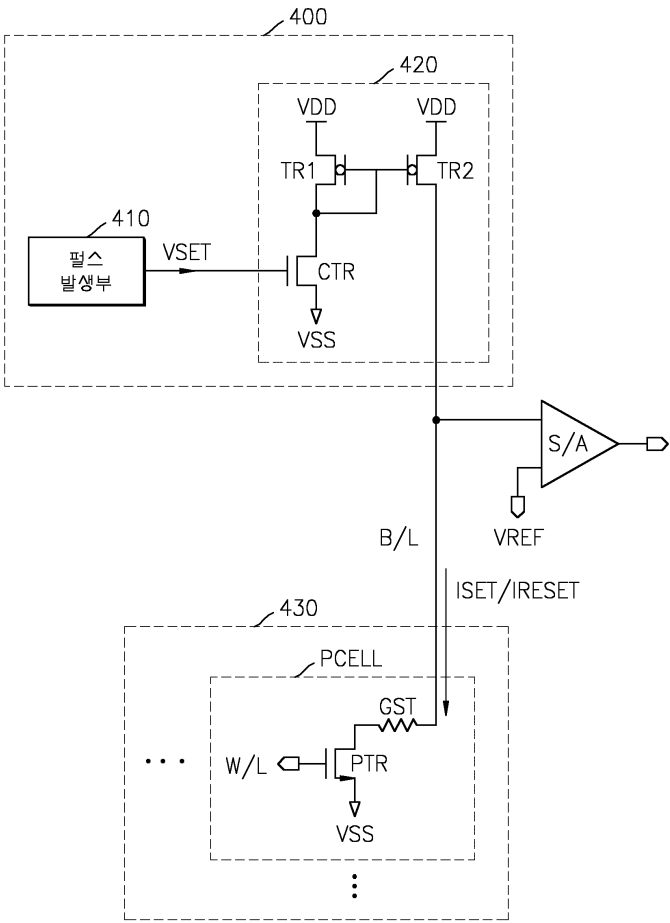 400
420
VDD
VDD
TR1
TR2
410
펄스
발생부
VSET
CTR
VSS
S/A
VREF
B/L
ISET/IRESET
430
PCELL
GST
W/L
PTR
VSS